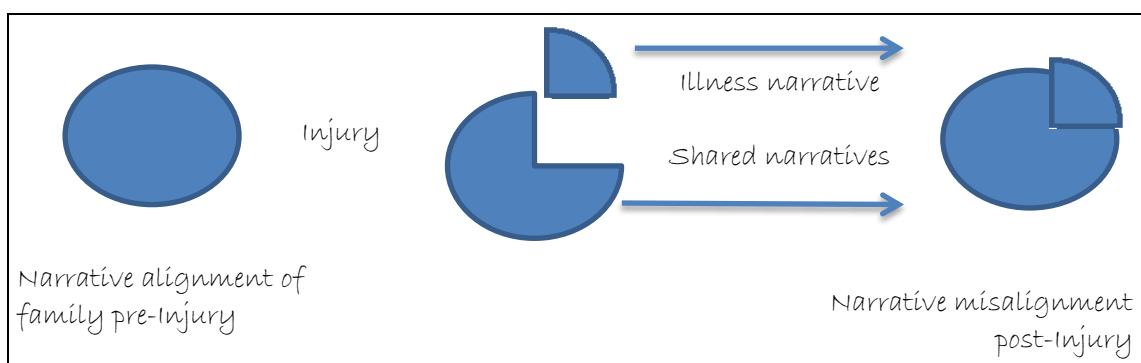 Illness narrative
Injury
Shared narratives
Narrative alignment of
family pre-Injury
Narrative misalignment
post-Injury